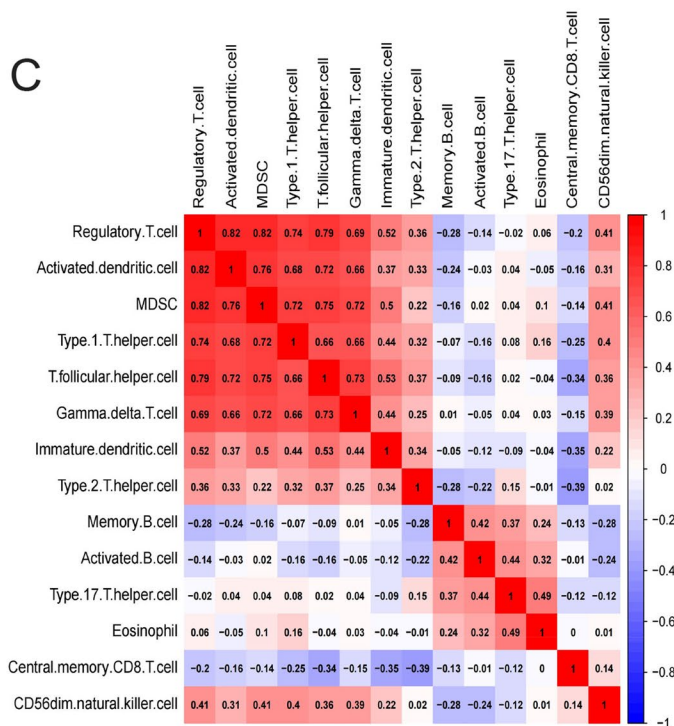 C
Regulatory.T.cell
Activated.dendritic.cell
MDSC
Type.1.T.helper.cell
T.follicular.helper.cell
Gamma.delta.T.cell
Immature.dendritic.cell
Type.2.T.helper.cell
Memory.B.cell
Activated.B.cell
Type.17.T.helper.cell
Eosinophil
Central.memory.CD8.T.cell
CD56dim.natural.killer.cell
Regulatory.T.cell 1 0.82 0.82 0.74 0.79 0.69 0.52 0.36 −0.28 −0.14 −0.02 0.06 −0.2 0.41
Activated.dendritic.cell 0.82 1 0.76 0.68 0.72 0.66 0.37 0.33 −0.24 −0.03 0.04 −0.05 −0.16 0.31
MDSC 0.82 0.76 1 0.72 0.75 0.72 0.5 0.22 −0.16 0.02 0.04 0.1 −0.14 0.41
Type.1.T.helper.cell 0.74 0.68 0.72 1 0.66 0.66 0.44 0.32 −0.07 −0.16 0.08 0.16 −0.25 0.4
T.follicular.helper.cell 0.79 0.72 0.75 0.66 1 0.73 0.53 0.37 −0.09 −0.16 0.02 −0.04 −0.34 0.36
Gamma.delta.T.cell 0.69 0.66 0.72 0.66 0.73 1 0.44 0.25 0.01 −0.05 0.04 0.03 −0.15 0.39
Immature.dendritic.cell 0.52 0.37 0.5 0.44 0.53 0.44 1 0.34 −0.05 −0.12 −0.09 −0.04 −0.35 0.22
Type.2.T.helper.cell 0.36 0.33 0.22 0.32 0.37 0.25 0.34 1 −0.28 −0.22 0.15 −0.01 −0.39 0.02
Memory.B.cell −0.28 −0.24 −0.16 −0.07 −0.09 0.01 −0.05 −0.28 1 0.42 0.37 0.24 −0.13 −0.28
Activated.B.cell −0.14 −0.03 0.02 −0.16 −0.16 −0.05 −0.12 −0.22 0.42 1 0.44 0.32 −0.01 −0.24
Type.17.T.helper.cell −0.02 0.04 0.04 0.08 0.02 0.04 −0.09 0.15 0.37 0.44 1 0.49 −0.12 −0.12
Eosinophil 0.06 −0.05 0.1 0.16 −0.04 0.03 −0.04 −0.01 0.24 0.32 0.49 1 0 0.01
Central.memory.CD8.T.cell −0.2 −0.16 −0.14 −0.25 −0.34 −0.15 −0.35 −0.39 −0.13 −0.01 −0.12 0 1 0.14
CD56dim.natural.killer.cell 0.41 0.31 0.41 0.4 0.36 0.39 0.22 0.02 −0.28 −0.24 −0.12 0.01 0.14 1
1
0.8
0.6
0.4
0.2
0
−0.2
−0.4
−0.6
−0.8
−1